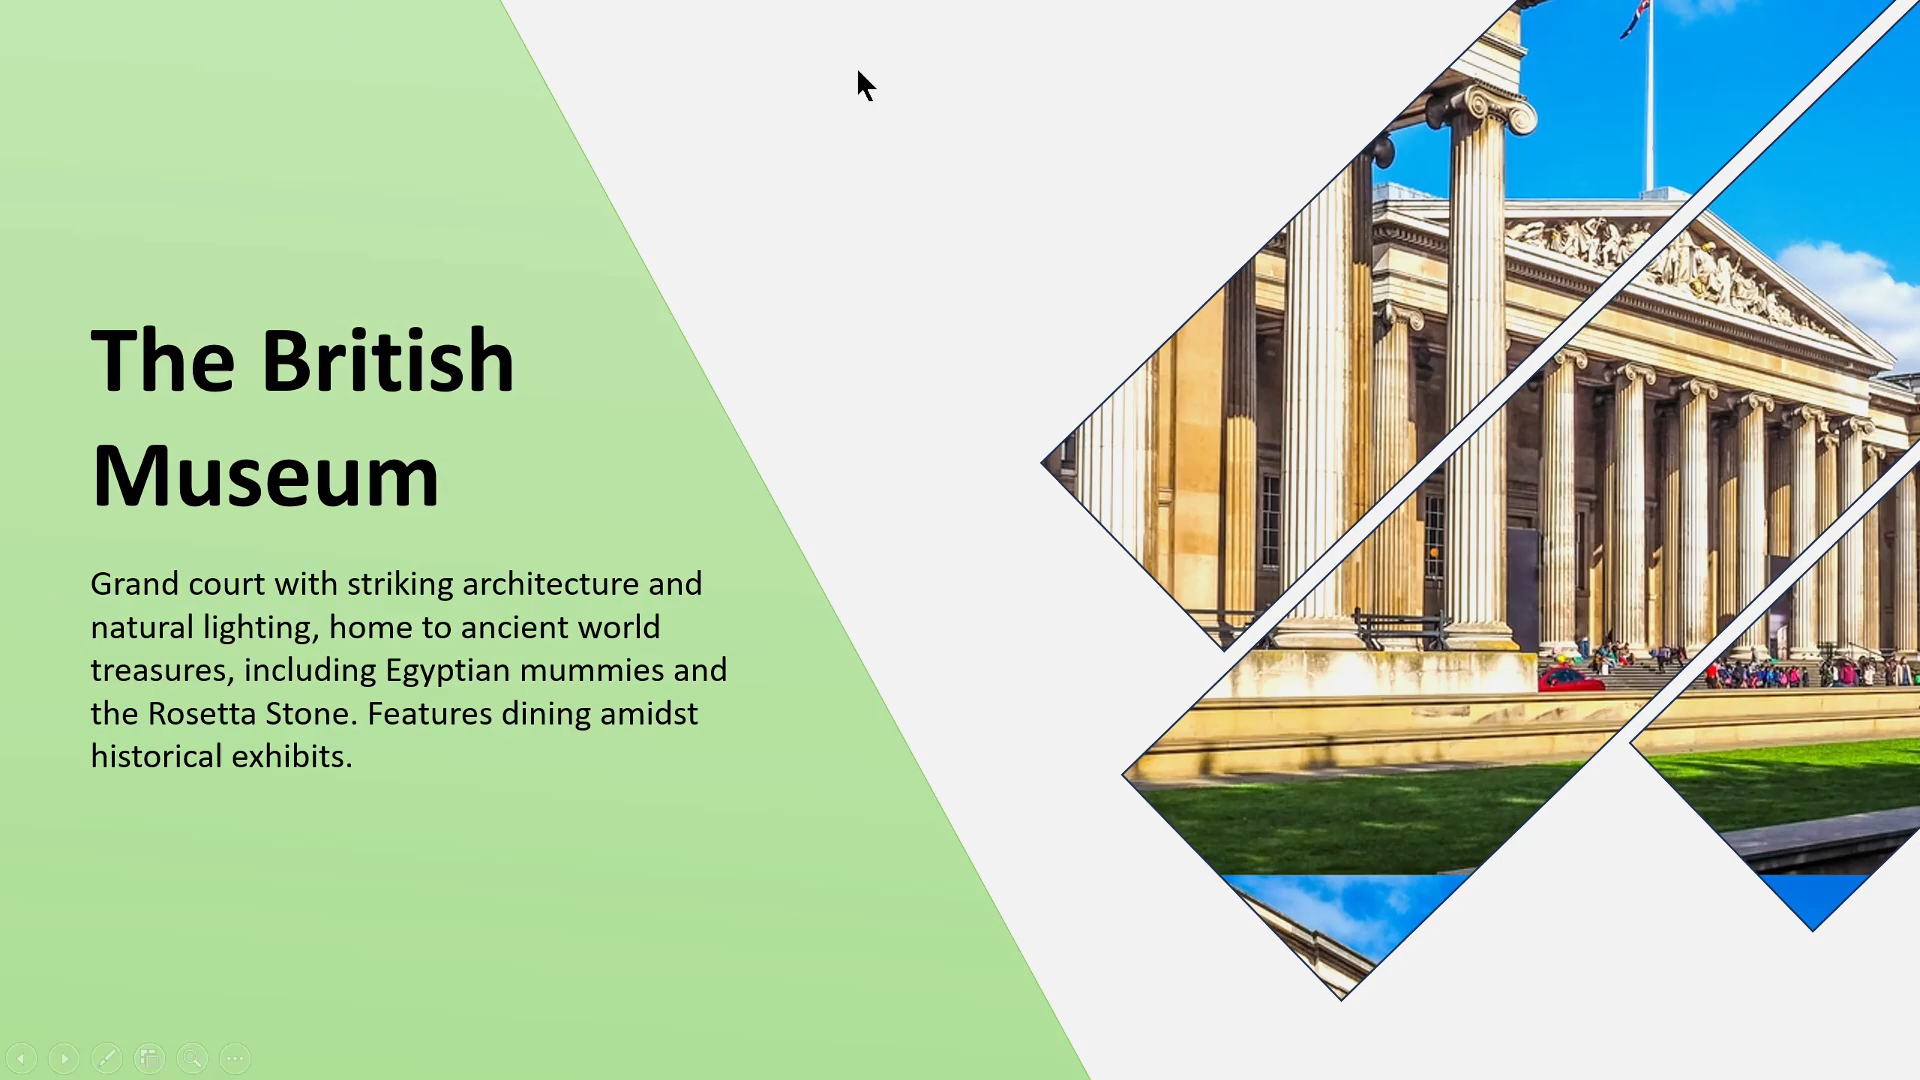 The British
Museum
Grand court with striking architecture and
natural lighting, home to ancient world
treasures, including Egyptian mummies and
the Rosetta Stone. Features dining amidst
historical exhibits.